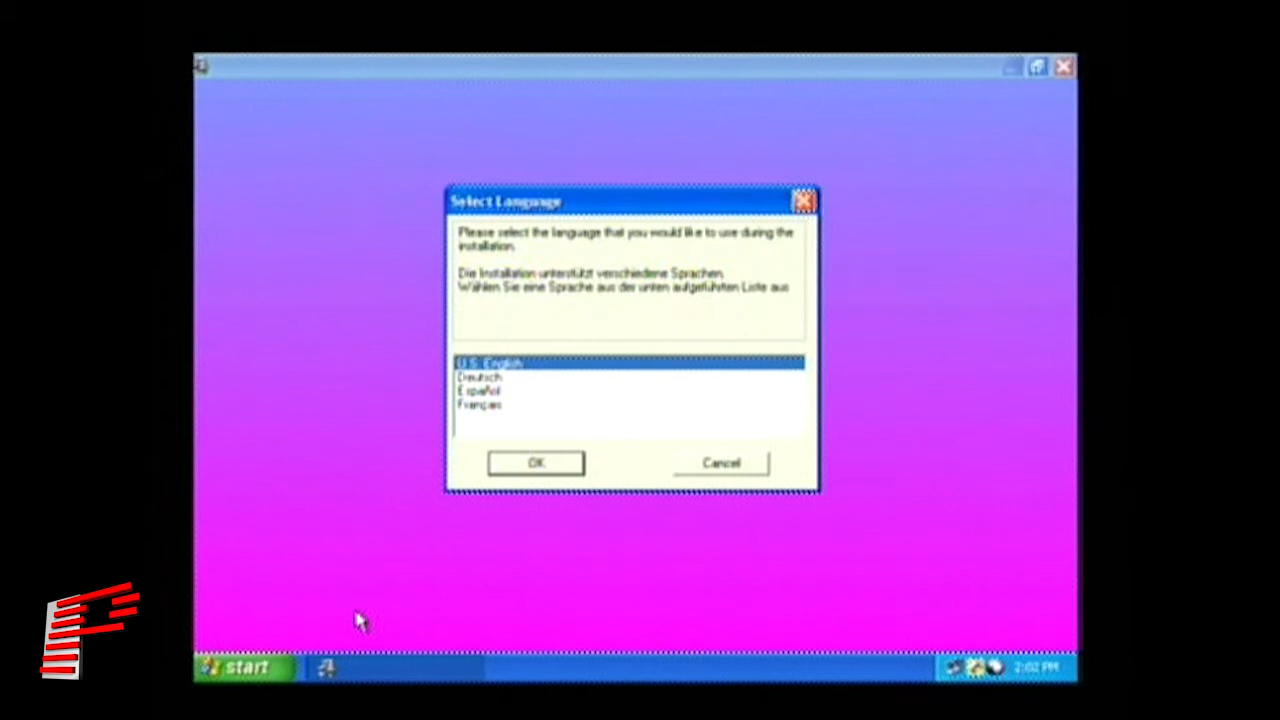 Select Language
Please select the language that you would like to use during the
installation.
Die Installation unterstützt verschiedene Sprachen.
Wählen Sie eine Sprache aus der unten aufgeführten Liste aus
U.S. English
Deutsch
Español
Français
OK
Cancel
start
2:02 PM